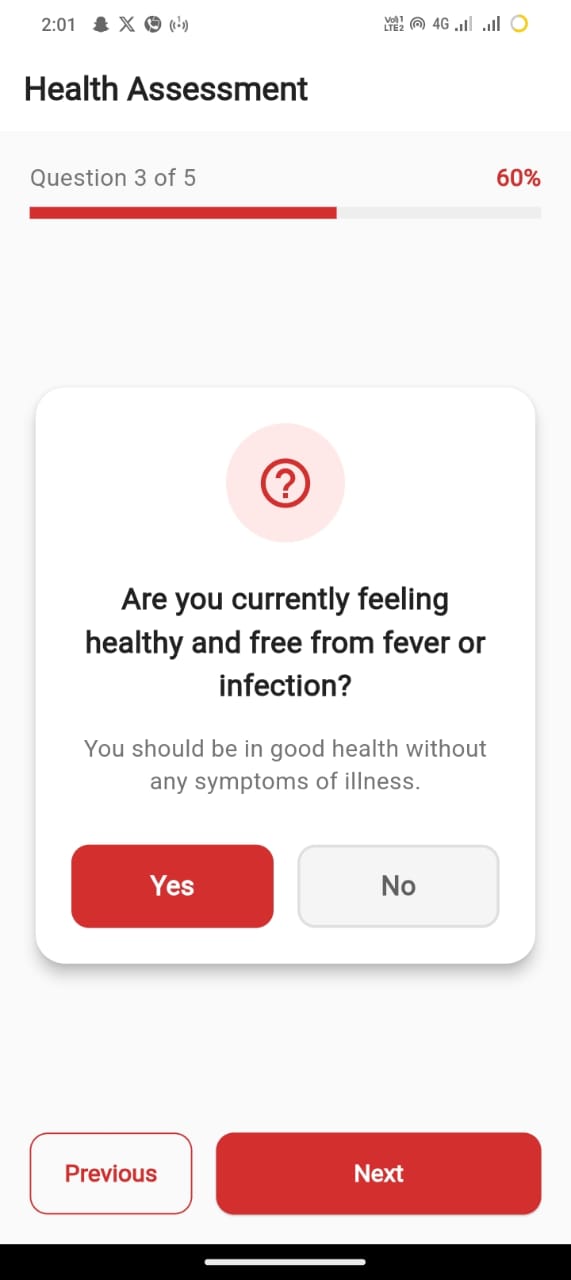 2:01
VoI1
LTE2
4G
Health Assessment
Question 3 of 5
60%
Are you currently feeling
healthy and free from fever or
infection?
You should be in good health without
any symptoms of illness.
Yes
No
Previous
Next